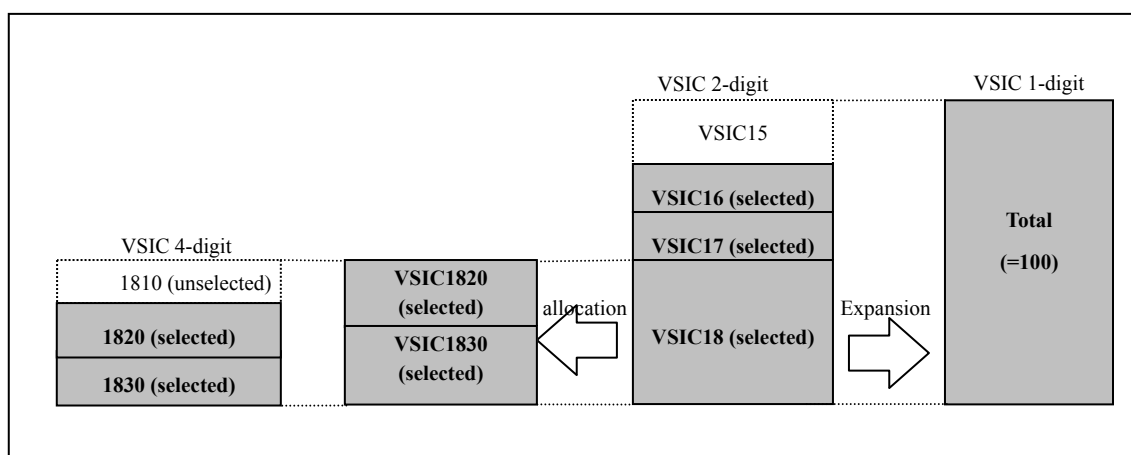 VSIC 2-digit
VSIC 1-digit
VSIC15
VSIC16 (selected)
VSIC17 (selected)
Total
(=100)
VSIC 4-digit
1810 (unselected)
VSIC1820
(selected)
allocation
Expansion
1820 (selected)
VSIC1830
(selected)
VSIC18 (selected)
1830 (selected)